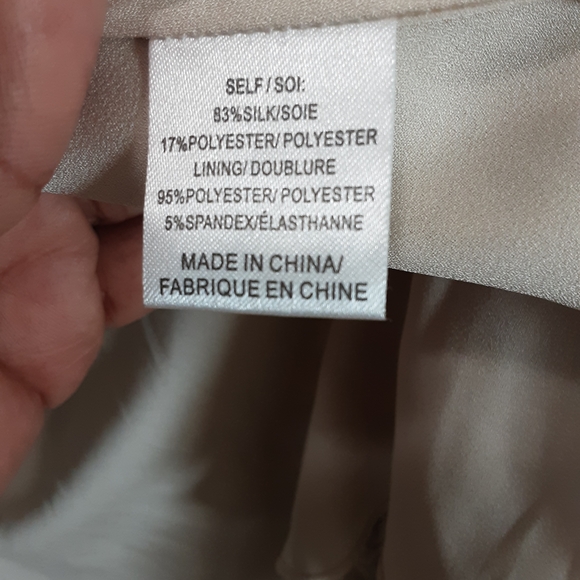 SELF/SOI:
83%SILK/SOIE
17%POLYESTER/POLYESTER
LINING/DOUBLURE
95%POLYESTER/POLYESTER
5%SPANDEX/ÉLASTHANNE
MADE IN CHINA/
FABRIQUE EN CHINE